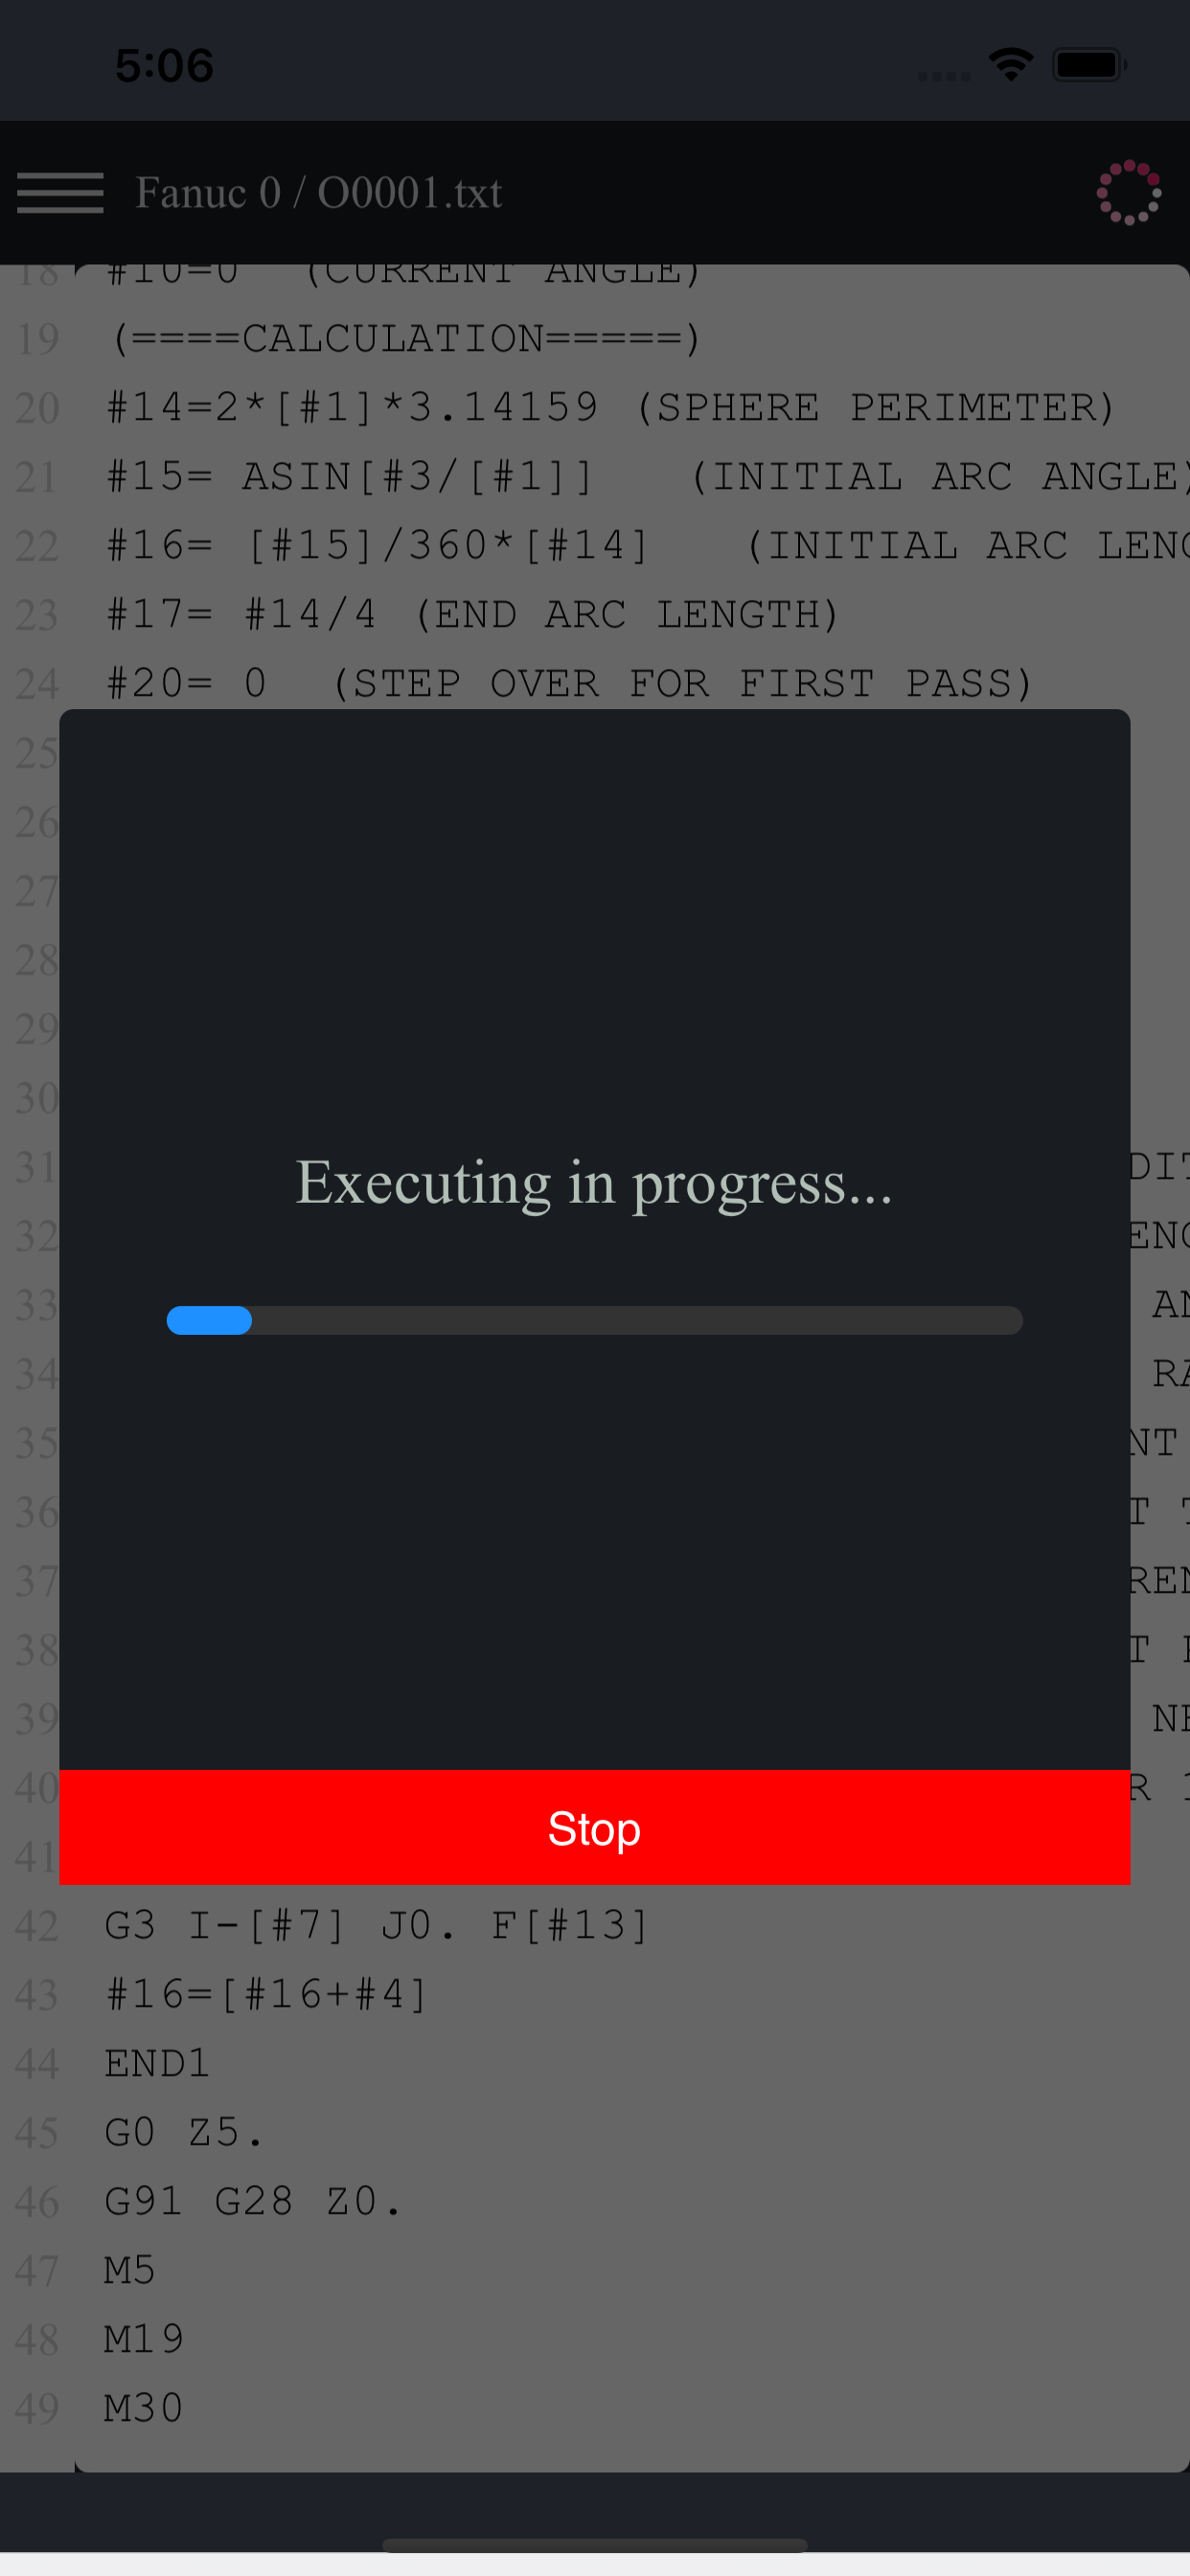 5:06
Fanuc 0 / O0001.txt
18 #10=0 (CURRENT ANGLE)
19 (====CALCULATION=====)
20 #14=2*[#1]*3.14159 (SPHERE PERIMETER)
21 #15= ASIN[#3/[#1]] (INITIAL ARC ANGLE)
22 #16= [#15]/360*[#14] (INITIAL ARC LENG
23 #17= #14/4 (END ARC LENGTH)
24 #20= 0 (STEP OVER FOR FIRST PASS)
25
26
27
28
29
30
31 DIT
32 ENG
33 AN
34 RA
35 NT
36 T T
37 REN
38 T
39 NE
40 R 1
41
Executing in progress...
Stop
42 G3 I-[#7] J0. F[#13]
43 #16=[#16+#4]
44 END1
45 G0 Z5.
46 G91 G28 Z0.
47 M5
48 M19
49 M30